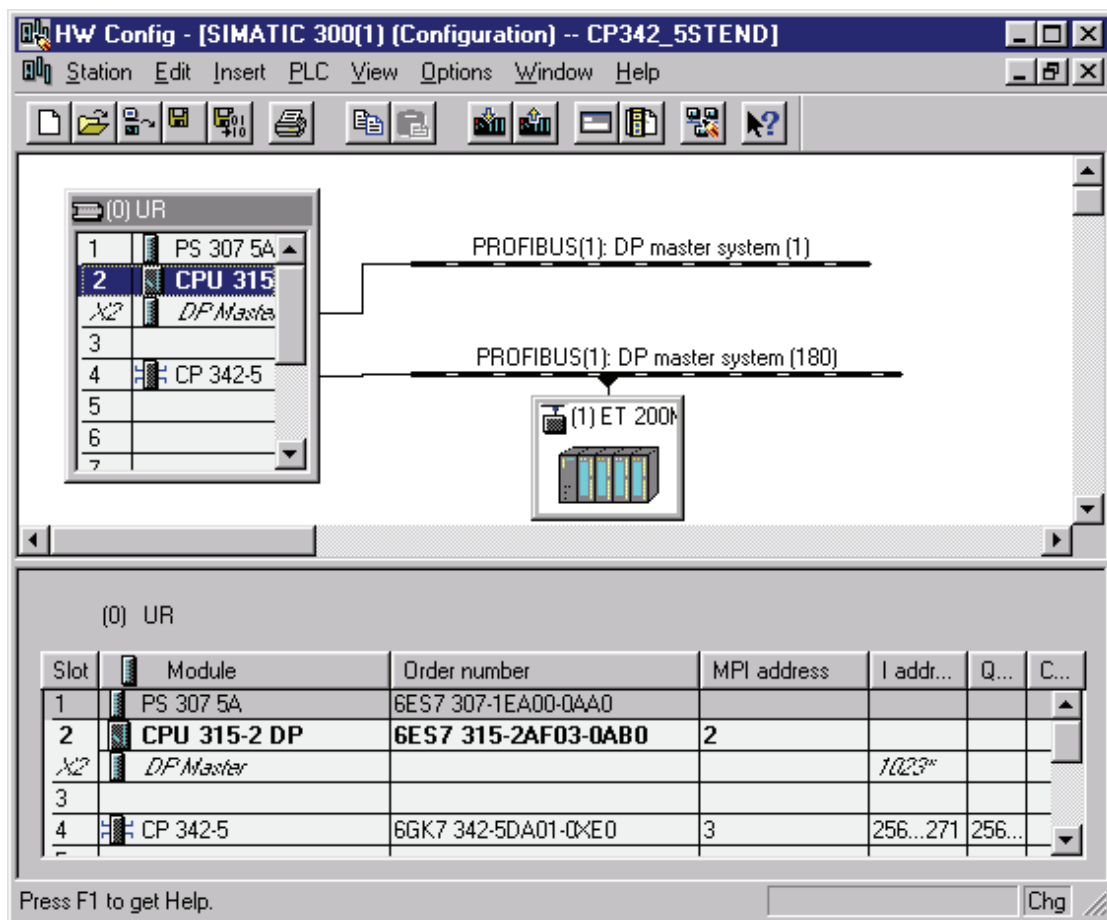 HW Config - [SIMATIC 300(1) (Configuration) -- CP342_5STEND]
Station Edit Insert PLC View Options Window Help
(0) UR
1 PS 307 5A
2 CPU 315
X2 DP Maste
3
4 CP 342-5
5
6
7
PROFIBUS(1): DP master system (1)
PROFIBUS(1): DP master system (180)
(1) ET 200M
(0) UR
Slot Module Order number MPI address I addr... Q... C...
1 PS 307 5A 6ES7 307-1EA00-0AA0
2 CPU 315-2 DP 6ES7 315-2AF03-0AB0 2
X2 DP Master 1023*
3
4 CP 342-5 6GK7 342-5DA01-0XE0 3 256...271 256...
Press F1 to get Help. Chg